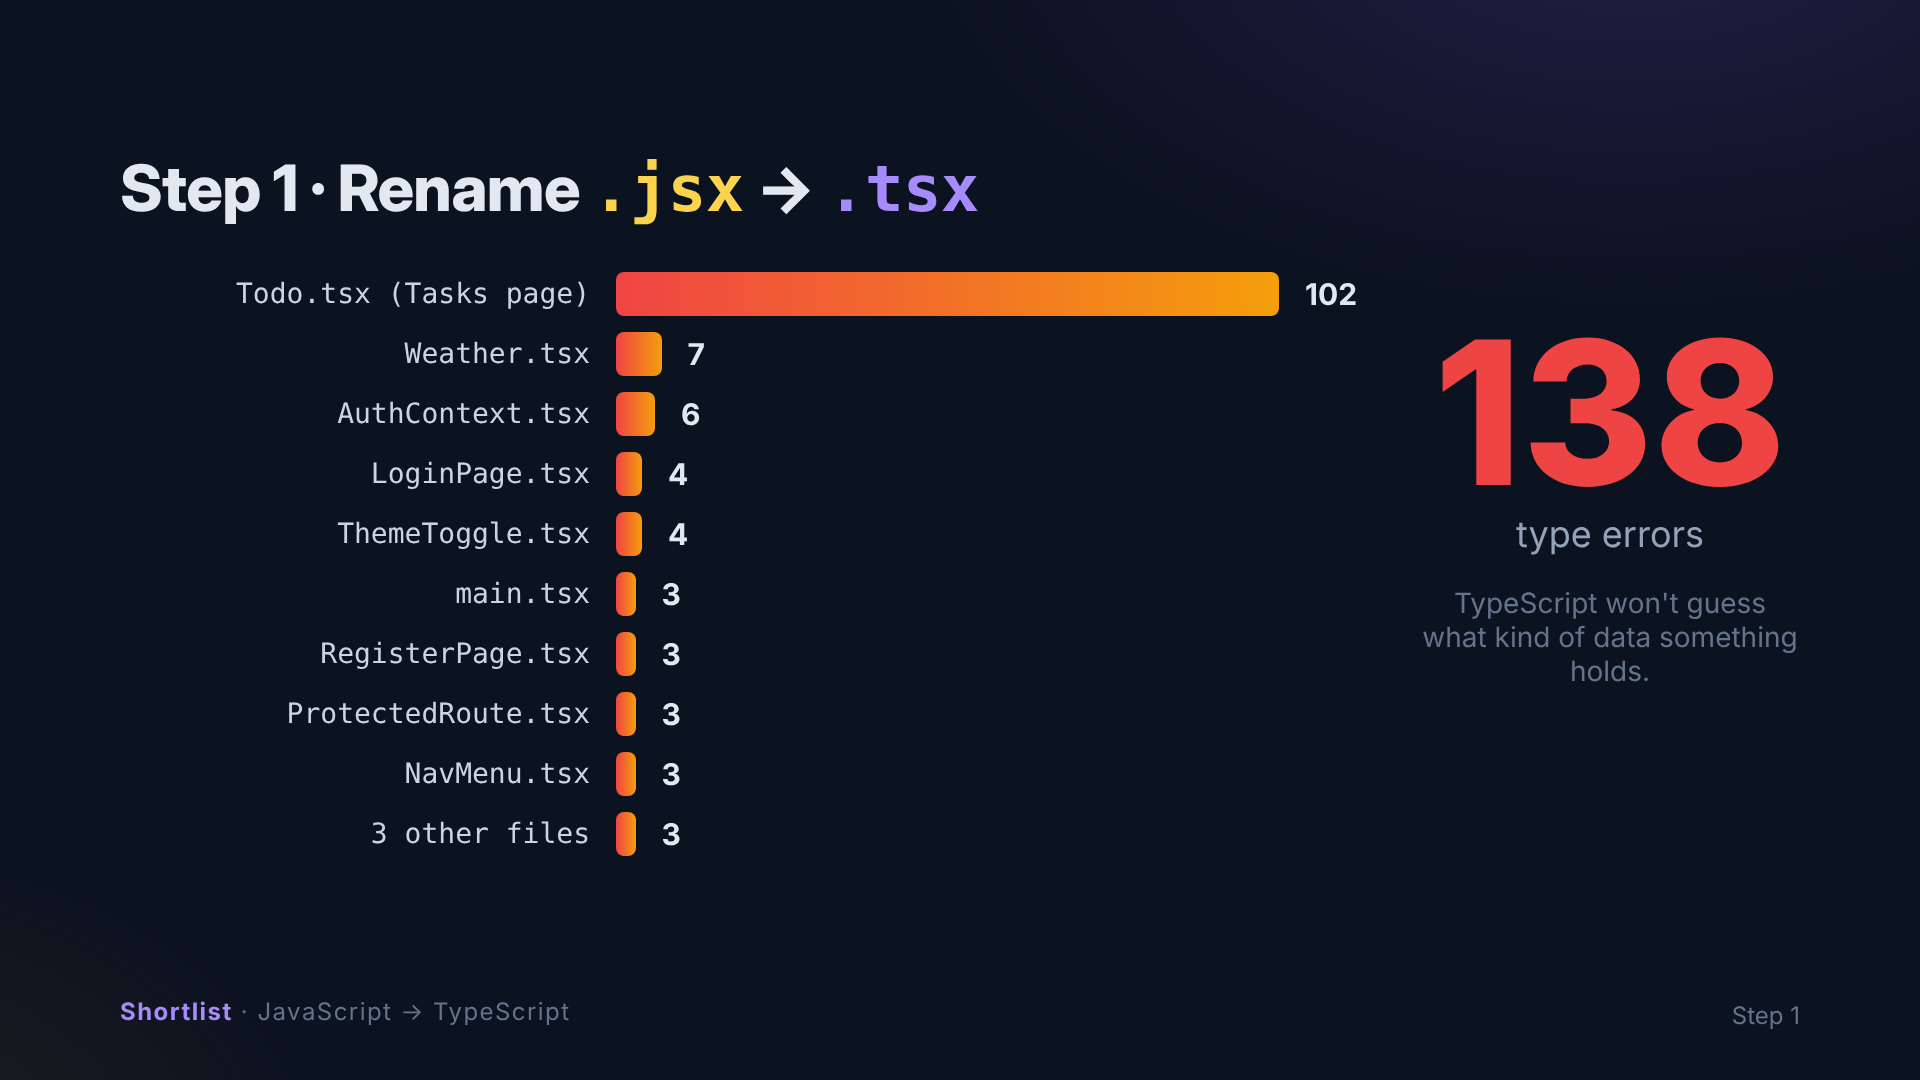 Step 1 · Rename .jsx → .tsx
Todo.tsx (Tasks page) 102
Weather.tsx 7
AuthContext.tsx 6
LoginPage.tsx 4
ThemeToggle.tsx 4
main.tsx 3
RegisterPage.tsx 3
ProtectedRoute.tsx 3
NavMenu.tsx 3
3 other files 3
138
type errors
TypeScript won't guess
what kind of data something
holds.
Shortlist · JavaScript → TypeScript
Step 1